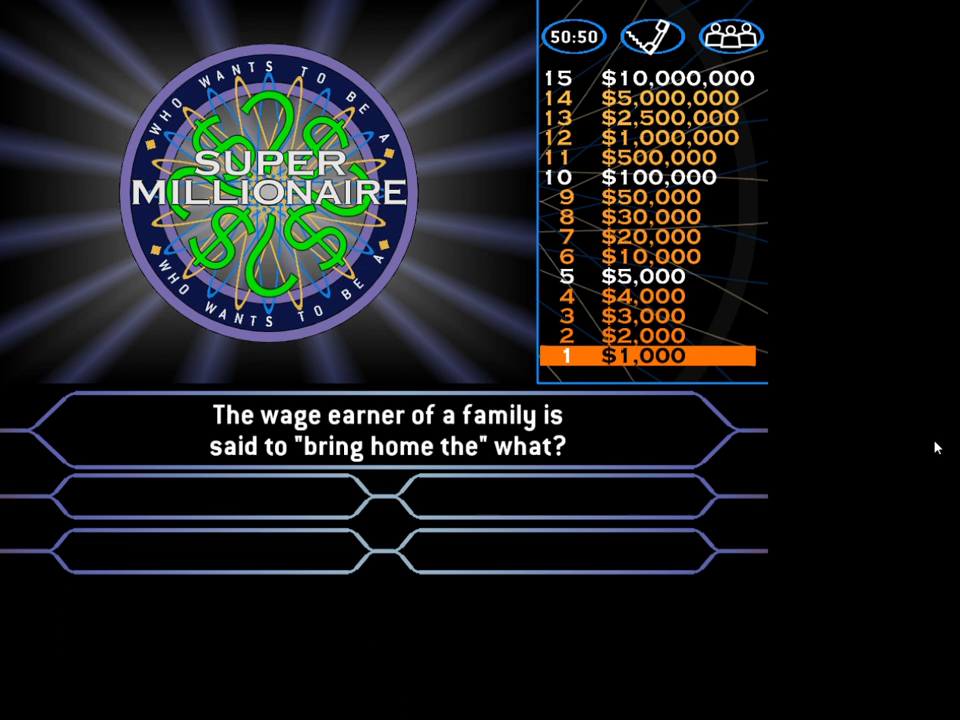 WHO WANTS TO BE A
SUPER
MILLIONAIRE
WHO WANTS TO BE A
50:50
15 $10,000,000
14 $5,000,000
13 $2,500,000
12 $1,000,000
11 $500,000
10 $100,000
9 $50,000
8 $30,000
7 $20,000
6 $10,000
5 $5,000
4 $4,000
3 $3,000
2 $2,000
1 $1,000
The wage earner of a family is
said to "bring home the" what?